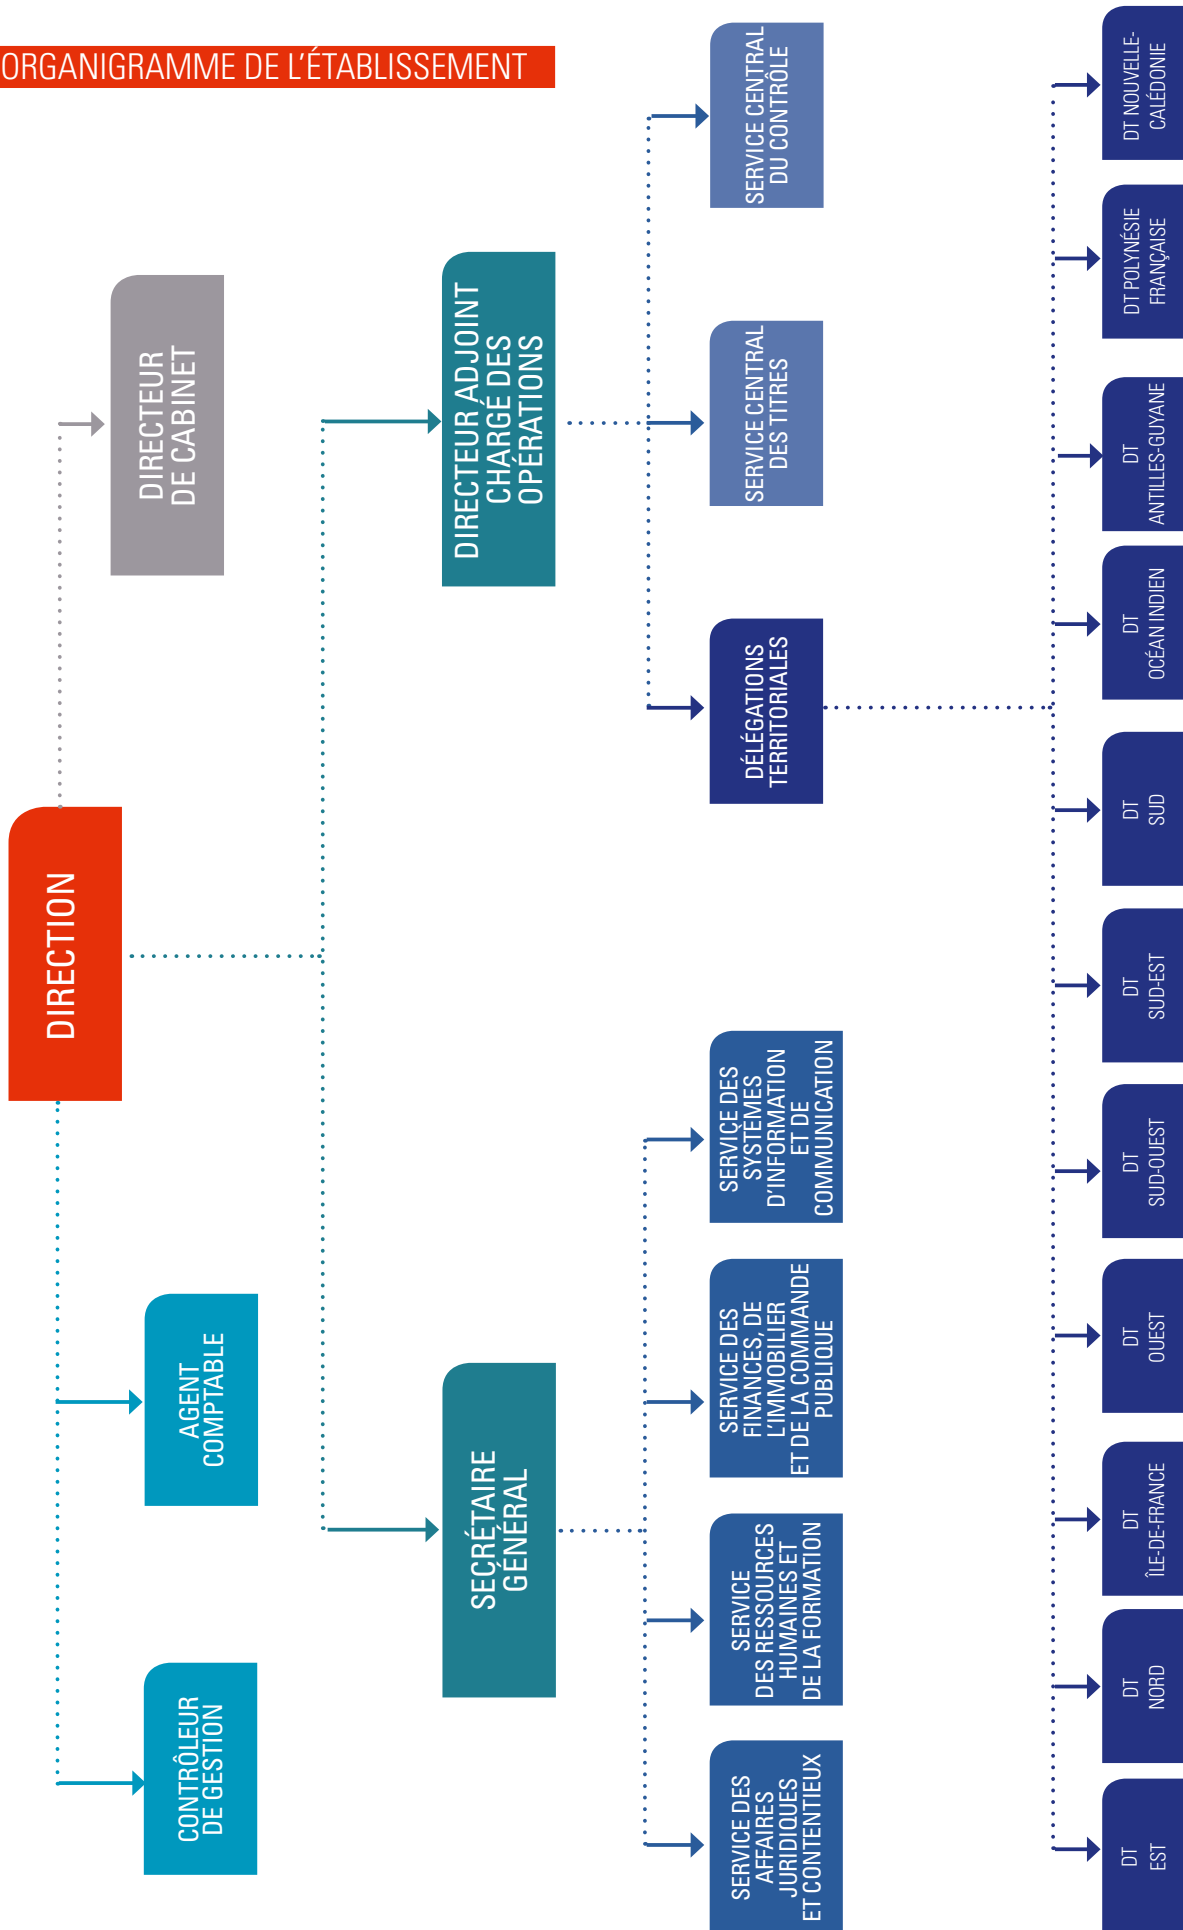 ORGANIGRAMME DE L'ÉTABLISSEMENT
DIRECTION
DIRECTEUR
DE CABINET
AGENT
COMPTABLE
CONTRÔLEUR
DE GESTION
SECRÉTAIRE
GÉNÉRAL
DIRECTEUR ADJOINT
CHARGÉ DES
OPÉRATIONS
SERVICE DES
AFFAIRES
JURIDIQUES
ET CONTENTIEUX
SERVICE
DES RESSOURCES
HUMAINES ET
DE LA FORMATION
SERVICE DES
FINANCES, DE
L'IMMOBILIER
ET DE LA COMMANDE
PUBLIQUE
SERVICE DES
SYSTÈMES
D'INFORMATION
ET DE
COMMUNICATION
DÉLÉGATIONS
TERRITORIALES
SERVICE CENTRAL
DES TITRES
SERVICE CENTRAL
DU CONTRÔLE
DT
EST
DT
NORD
DT
ÎLE-DE-FRANCE
DT
OUEST
DT
SUD-OUEST
DT
SUD-EST
DT
SUD
DT
OCÉAN INDIEN
DT
ANTILLES-GUYANE
DT POLYNÉSIE
FRANÇAISE
DT NOUVELLE-
CALÉDONIE